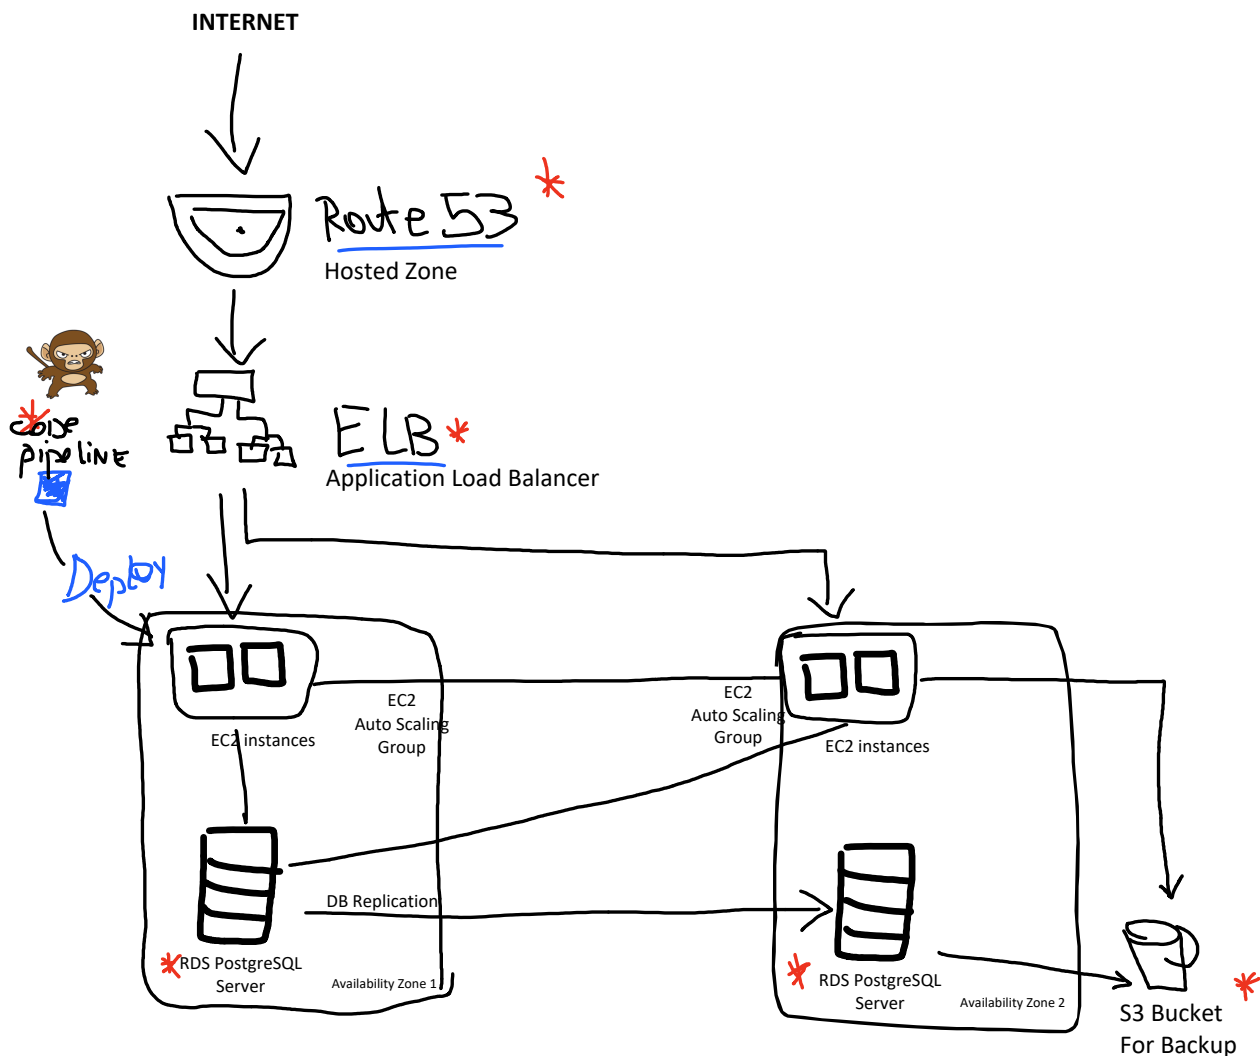 INTERNET
Route 53
Hosted Zone
ELB
Application Load Balancer
CODE
pipeLINE
Deploy
EC2
Auto Scaling
Group
EC2 instances
EC2
Auto Scaling
Group
EC2 instances
DB Replication
RDS PostgreSQL
Server
Availability Zone 1
RDS PostgreSQL
Server
Availability Zone 2
S3 Bucket
For Backup